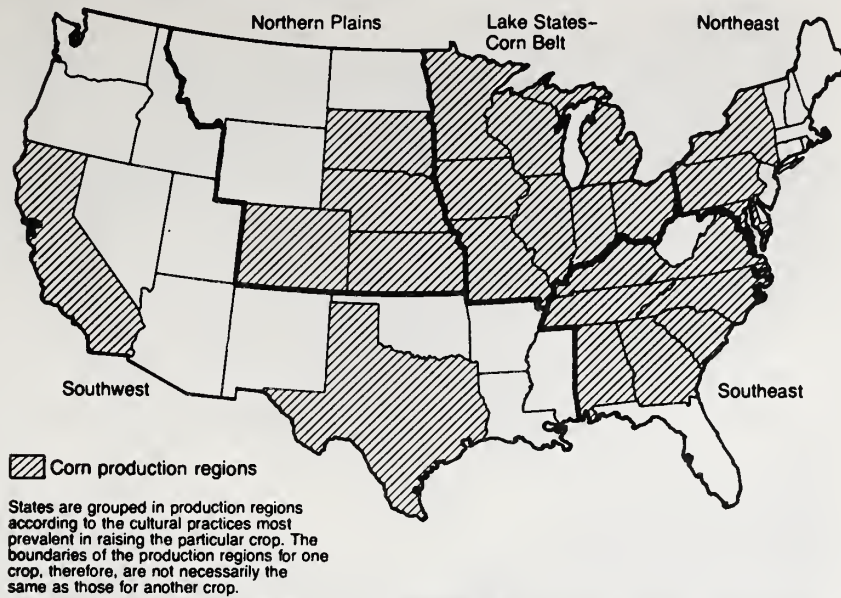 Northern Plains
Lake States–
Corn Belt
Northeast
Southwest
Southeast
Corn production regions
States are grouped in production regions
according to the cultural practices most
prevalent in raising the particular crop. The
boundaries of the production regions for one
crop, therefore, are not necessarily the
same as those for another crop.